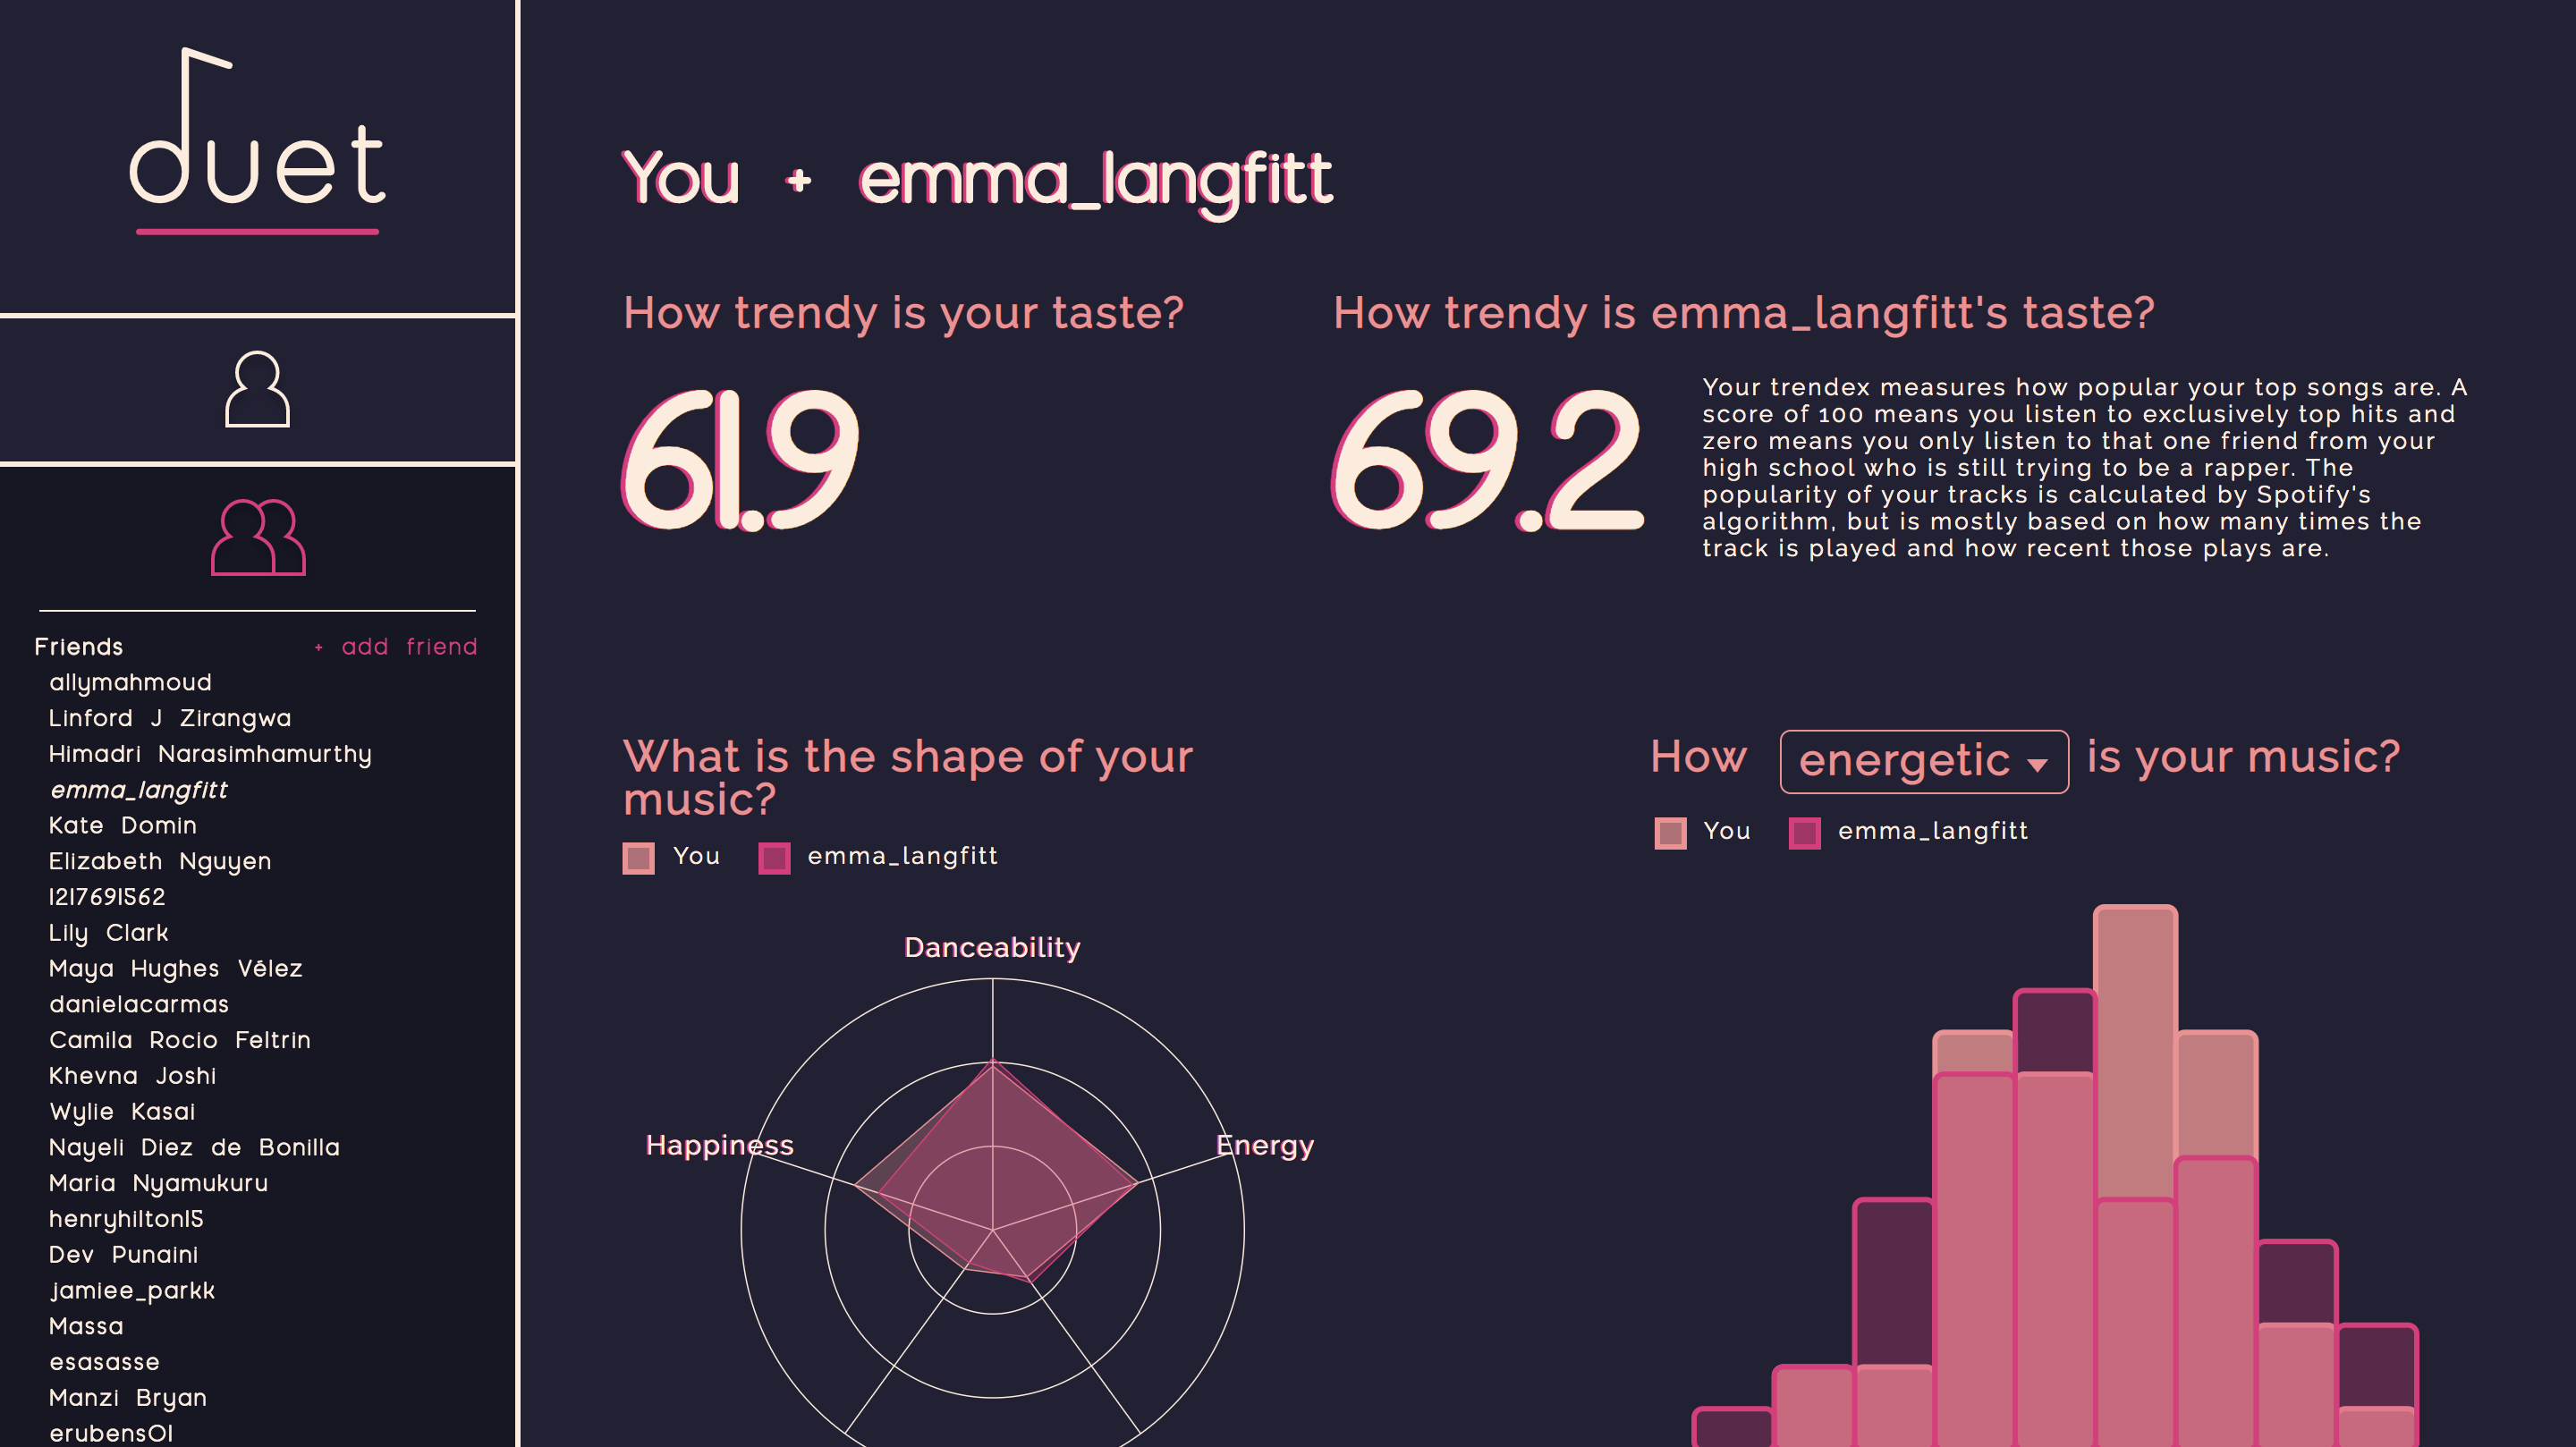 duet
Friends + add friend
allymahmoud
Linford J Zirangwa
Himadri Narasimhamurthy
emma_langfitt
Kate Domin
Elizabeth Nguyen
1217691562
Lily Clark
Maya Hughes Vélez
danielacarmas
Camila Rocio Feltrin
Khevna Joshi
Wylie Kasai
Nayeli Diez de Bonilla
Maria Nyamukuru
henryhilton15
Dev Punaini
jamiee_parkk
Massa
esasasse
Manzi Bryan
erubens01
You + emma_langfitt
How trendy is your taste?
61.9
How trendy is emma_langfitt's taste?
69.2
Your trendex measures how popular your top songs are. A
score of 100 means you listen to exclusively top hits and
zero means you only listen to that one friend from your
high school who is still trying to be a rapper. The
popularity of your tracks is calculated by Spotify's
algorithm, but is mostly based on how many times the
track is played and how recent those plays are.
What is the shape of your
music?
You emma_langfitt
Danceability
Happiness
Energy
How energetic is your music?
You emma_langfitt